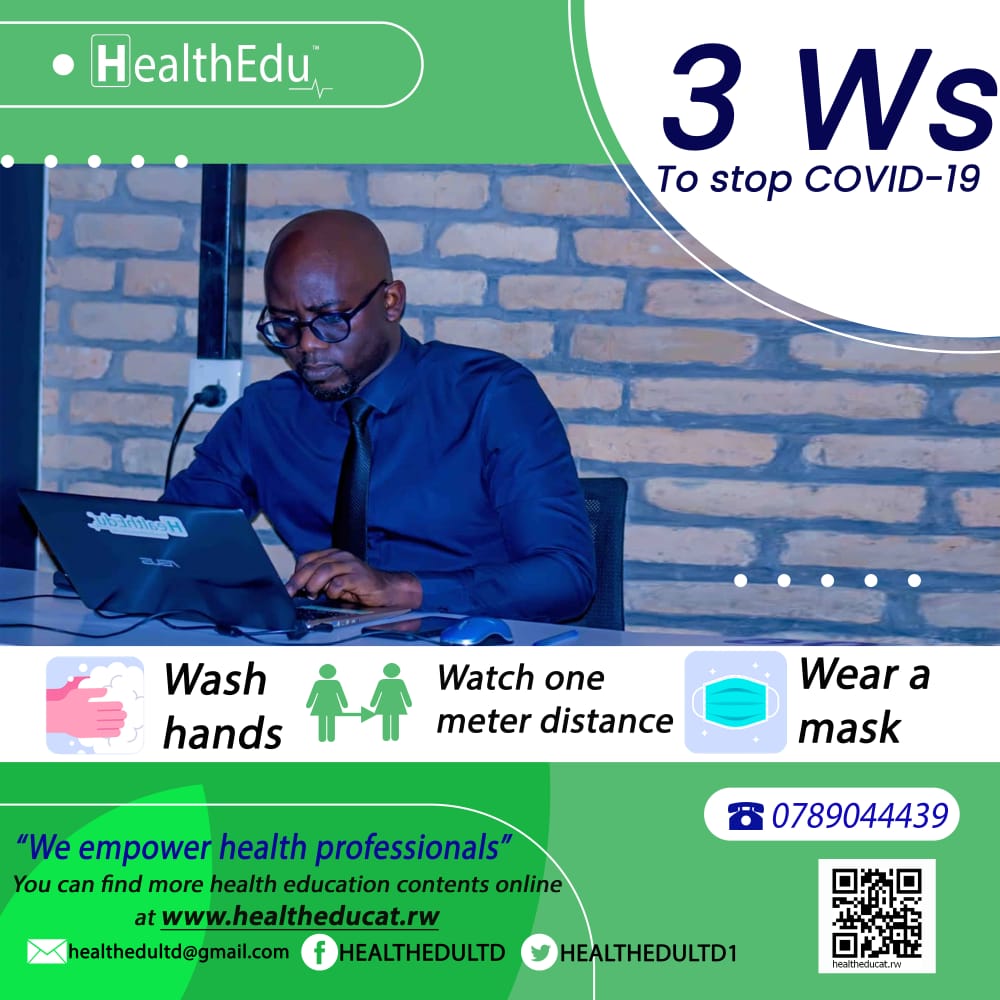 HealthEdu™
3 Ws
To stop COVID-19
HealthEdu
ASUS
Wash
hands
Watch one
meter distance
Wear a
mask
“We empower health professionals”
You can find more health education contents online
at www.healtheducat.rw
healthedultd@gmail.com
HEALTHEDULTD
HEALTHEDULTD1
0789044439
healtheducat.rw